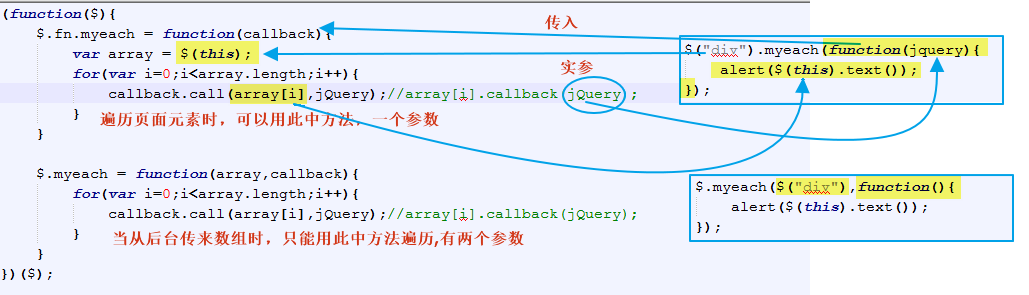 (function($){
$.fn.myeach = function(callback){
var array = $(this);
for(var i=0;i<array.length;i++){
callback.call(array[i],jQuery);//array[i].callback(jQuery);
}
遍历页面元素时，可以用此中方法，一个参数
}
$.myeach = function(array,callback){
for(var i=0;i<array.length;i++){
callback.call(array[i],jQuery);//array[i].callback(jQuery);
}
当从后台传来数组时，只能用此中方法遍历,有两个参数
}
})($);
传入
实参
$("div").myeach(function(jquery){
alert($(this).text());
});
$.myeach($("div"),function(){
alert($(this).text());
});